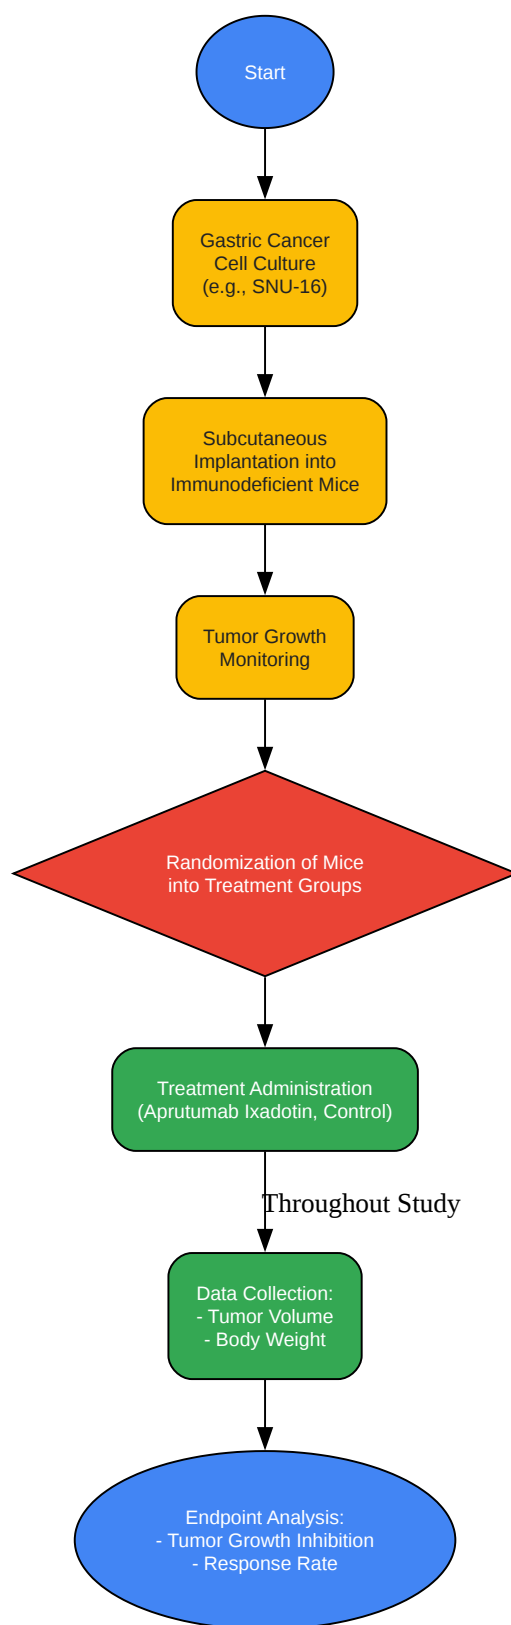 Start
Gastric Cancer
Cell Culture
(e.g., SNU-16)
Subcutaneous
Implantation into
Immunodeficient Mice
Tumor Growth
Monitoring
Randomization of Mice
into Treatment Groups
Treatment Administration
(Aprutumab Ixadotin, Control)
Throughout Study
Data Collection:
- Tumor Volume
- Body Weight
Endpoint Analysis:
- Tumor Growth Inhibition
- Response Rate